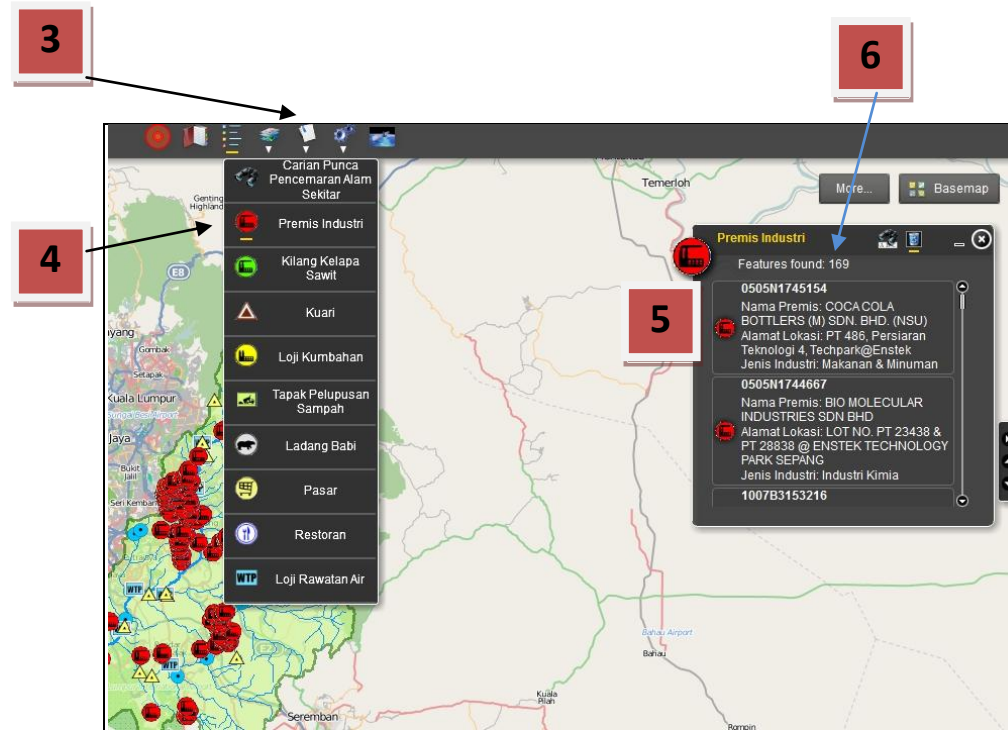 3
6
4
5
Carian Punca
Pencemaran Alam
Sekitar
Premis Industri
Kilang Kelapa
Sawit
Kuari
Loji Kumbahan
Tapak Pelupusan
Sampah
Ladang Babi
Pasar
Restoran
WTP Loji Rawatan Air
More...
Basemap
Premis Industri
Features found: 169
0505N1745154
Nama Premis: COCA COLA
BOTTLERS (M) SDN. BHD. (NSU)
Alamat Lokasi: PT 486, Persiaran
Teknologi 4, Techpark@Enstek
Jenis Industri: Makanan & Minuman
0505N1744667
Nama Premis: BIO MOLECULAR
INDUSTRIES SDN BHD
Alamat Lokasi: LOT NO. PT 23438 &
PT 28838 @ ENSTEK TECHNOLOGY
PARK SEPANG
Jenis Industri: Industri Kimia
1007B3153216
Temerloh
Genting
Highland
E8
Gombak
Setapak
Kuala Lumpur
Jaya
Bukit
Jalil
Seri Kemban
WTP
WTP
E21
Seremban
Bahau Airport
Bahau
Kuala
Pilah
Rompin